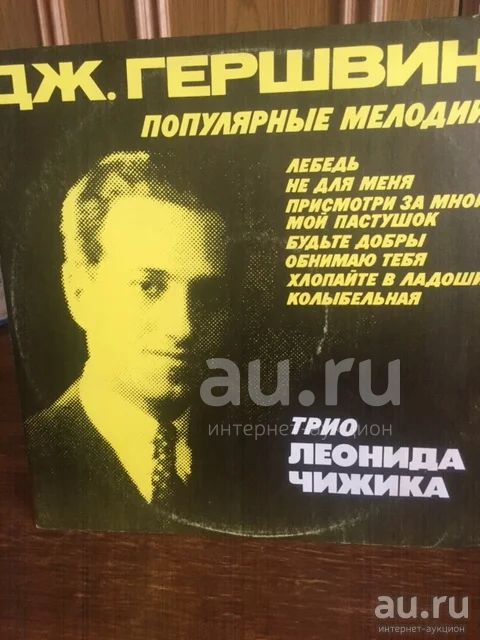 ДЖ. ГЕРШВИН
ПОПУЛЯРНЫЕ МЕЛОДИИ
ЛЕБЕДЬ
НЕ ДЛЯ МЕНЯ
ПРИСМОТРИ ЗА МНОЙ
МОЙ ПАСТУШОК
БУДЬТЕ ДОБРЫ
ОБНИМАЮ ТЕБЯ
ХЛОПАЙТЕ В ЛАДОШИ
КОЛЫБЕЛЬНАЯ
au.ru
интернет-аукцион
ТРИО
ЛЕОНИДА
ЧИЖИКА
au.ru
интернет-аукцион